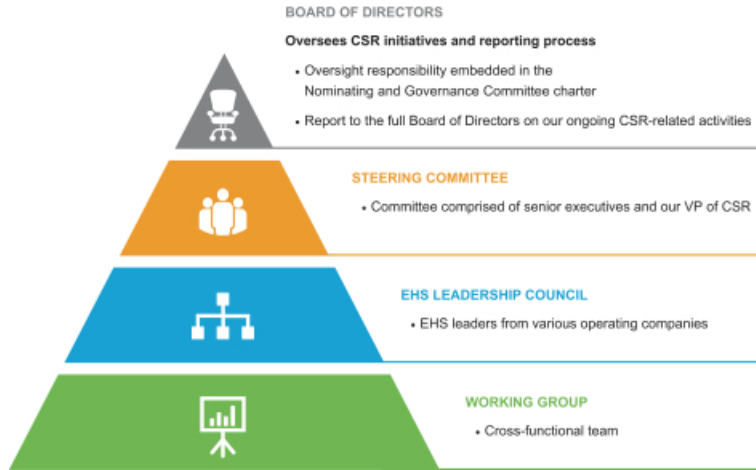 BOARD OF DIRECTORS
Oversees CSR initiatives and reporting process
• Oversight responsibility embedded in the
Nominating and Governance Committee charter
• Report to the full Board of Directors on our ongoing CSR-related activities
STEERING COMMITTEE
• Committee comprised of senior executives and our VP of CSR
EHS LEADERSHIP COUNCIL
• EHS leaders from various operating companies
WORKING GROUP
• Cross-functional team